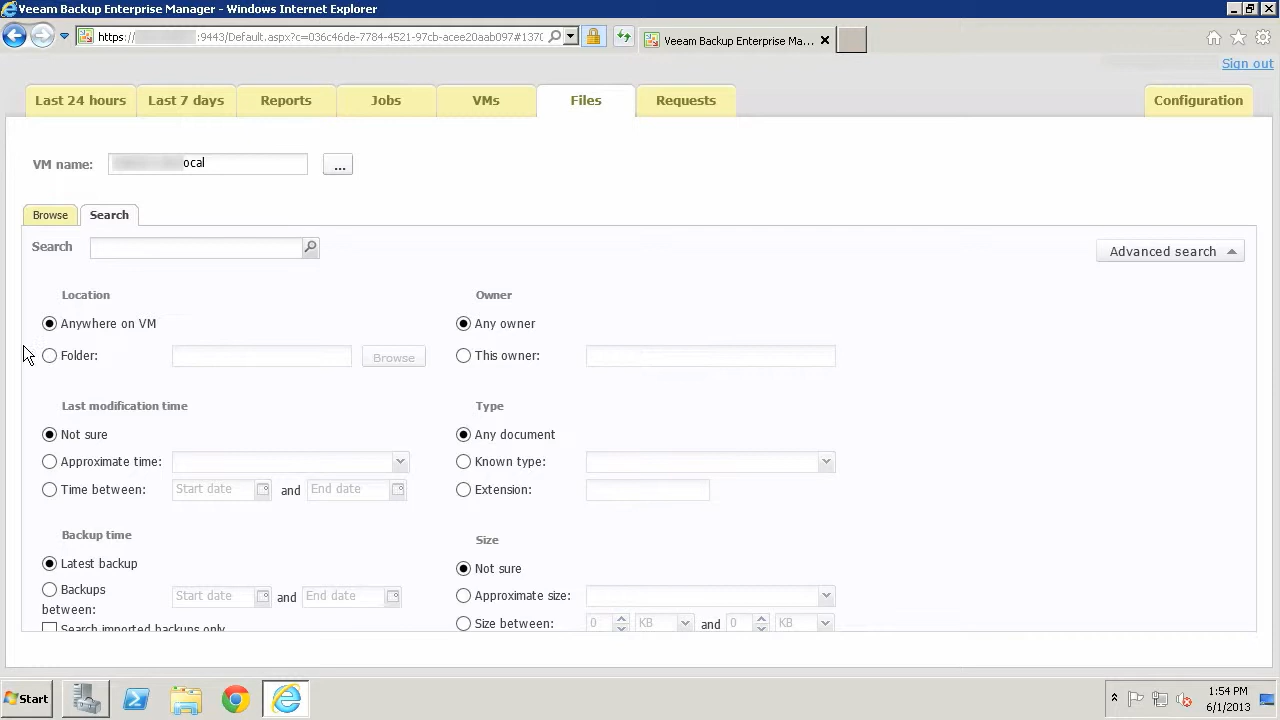 Veeam Backup Enterprise Manager - Windows Internet Explorer
https:// :9443/Default.aspx?c=036c46de-7784-4521-97cb-acee20aab097#1370
Veeam Backup Enterprise Ma...
Sign out
Last 24 hours Last 7 days Reports Jobs VMs Files Requests Configuration
VM name: ocal ...
Browse Search
Search
Advanced search
Location Owner
Anywhere on VM Any owner
Folder: Browse This owner:
Last modification time Type
Not sure Any document
Approximate time: Known type:
Time between: Start date and End date Extension:
Backup time Size
Latest backup Not sure
Backups between: Start date and End date Approximate size:
Search imported backups only Size between: 0 KB and 0 KB
Start
1:54 PM
6/1/2013